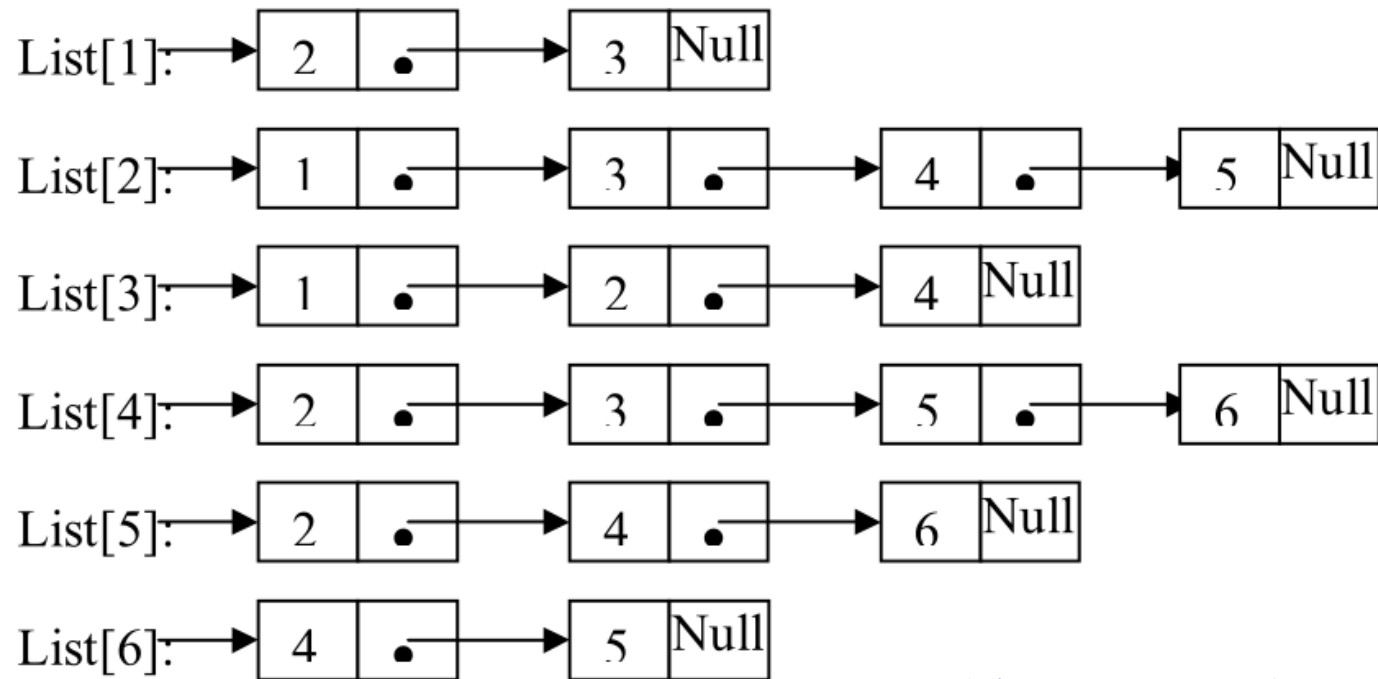 List[1]: 2 3 Null
List[2]: 1 3 4 5 Null
List[3]: 1 2 4 Null
List[4]: 2 3 5 6 Null
List[5]: 2 4 6 Null
List[6]: 4 5 Null